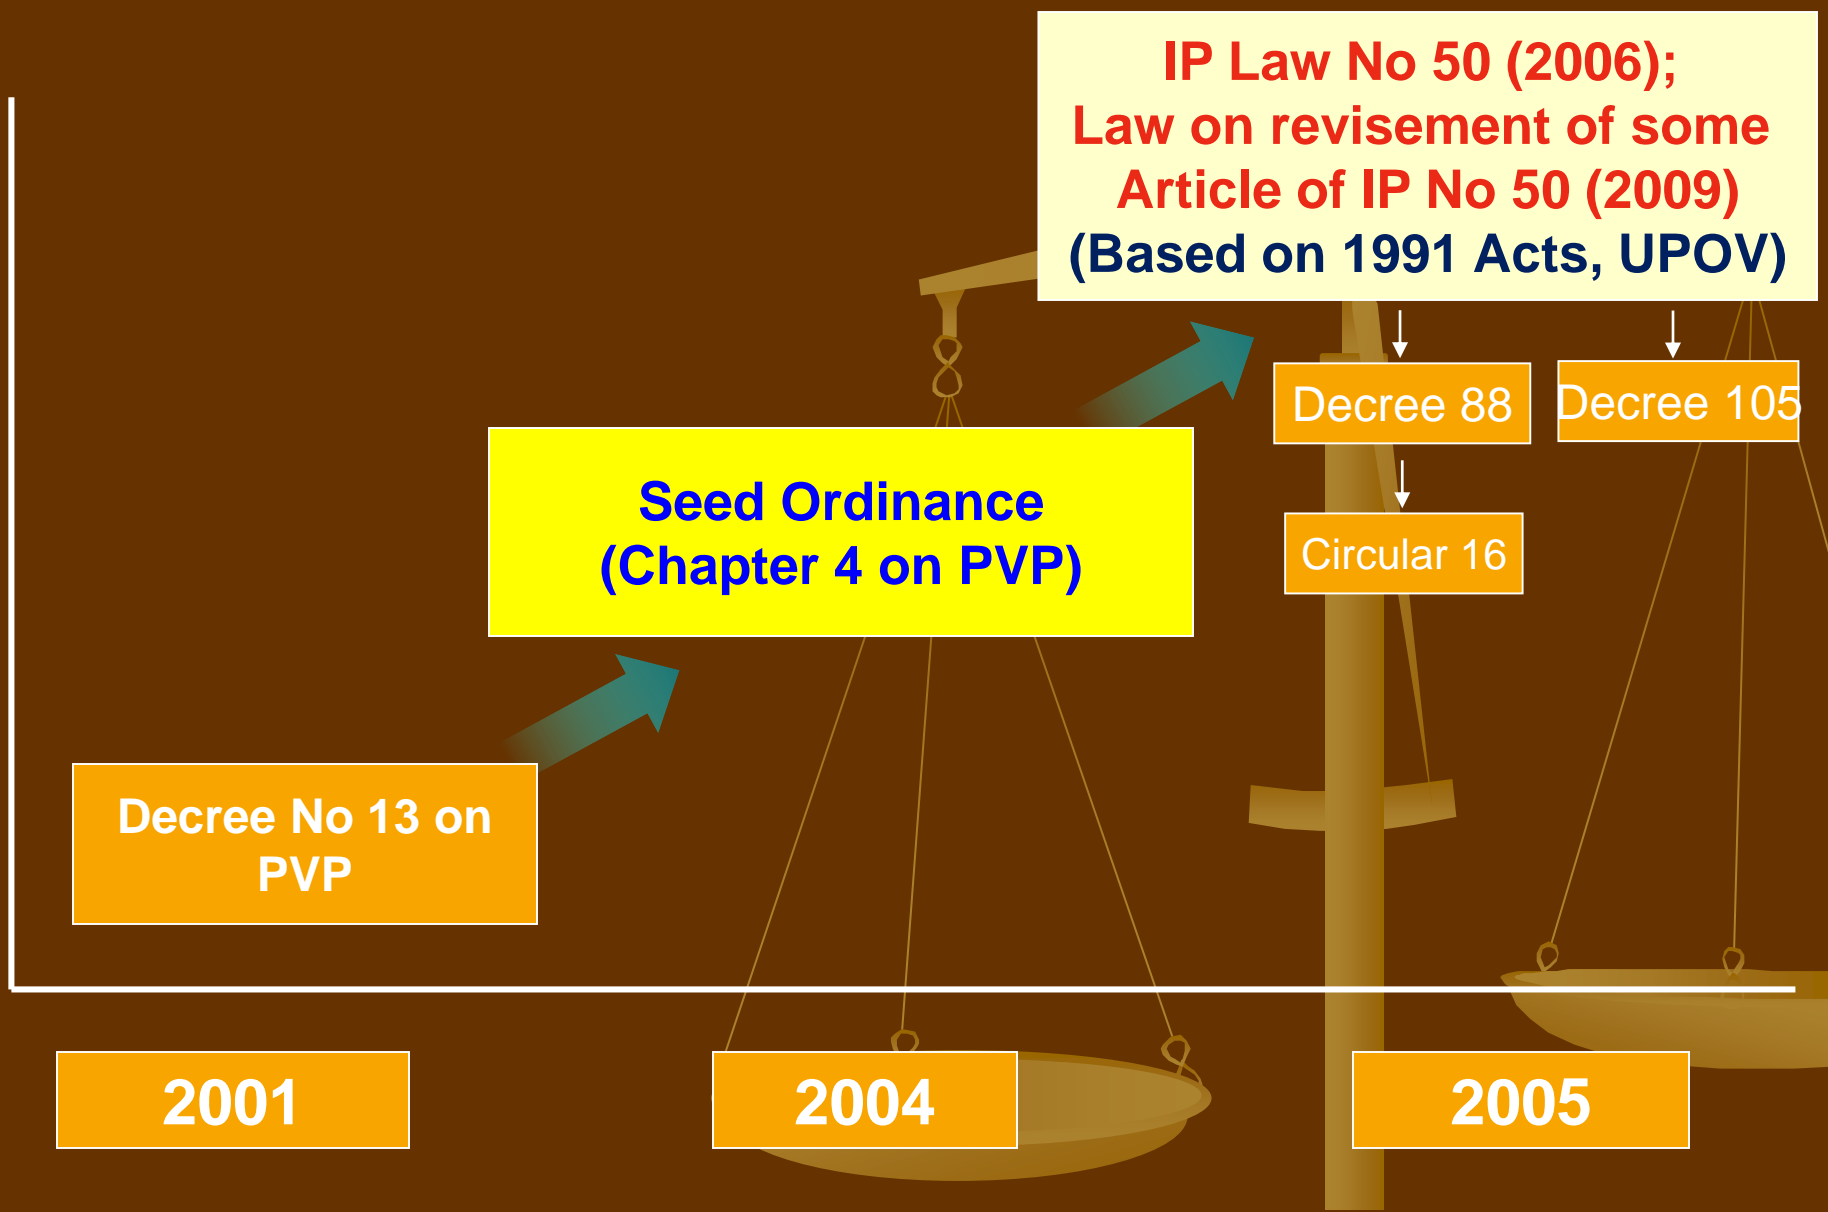 IP Law No 50 (2006);
Law on revisement of some
Article of IP No 50 (2009)
(Based on 1991 Acts, UPOV)
Decree 88
Decree 105
Seed Ordinance
(Chapter 4 on PVP)
Circular 16
Decree No 13 on
PVP
2001
2004
2005